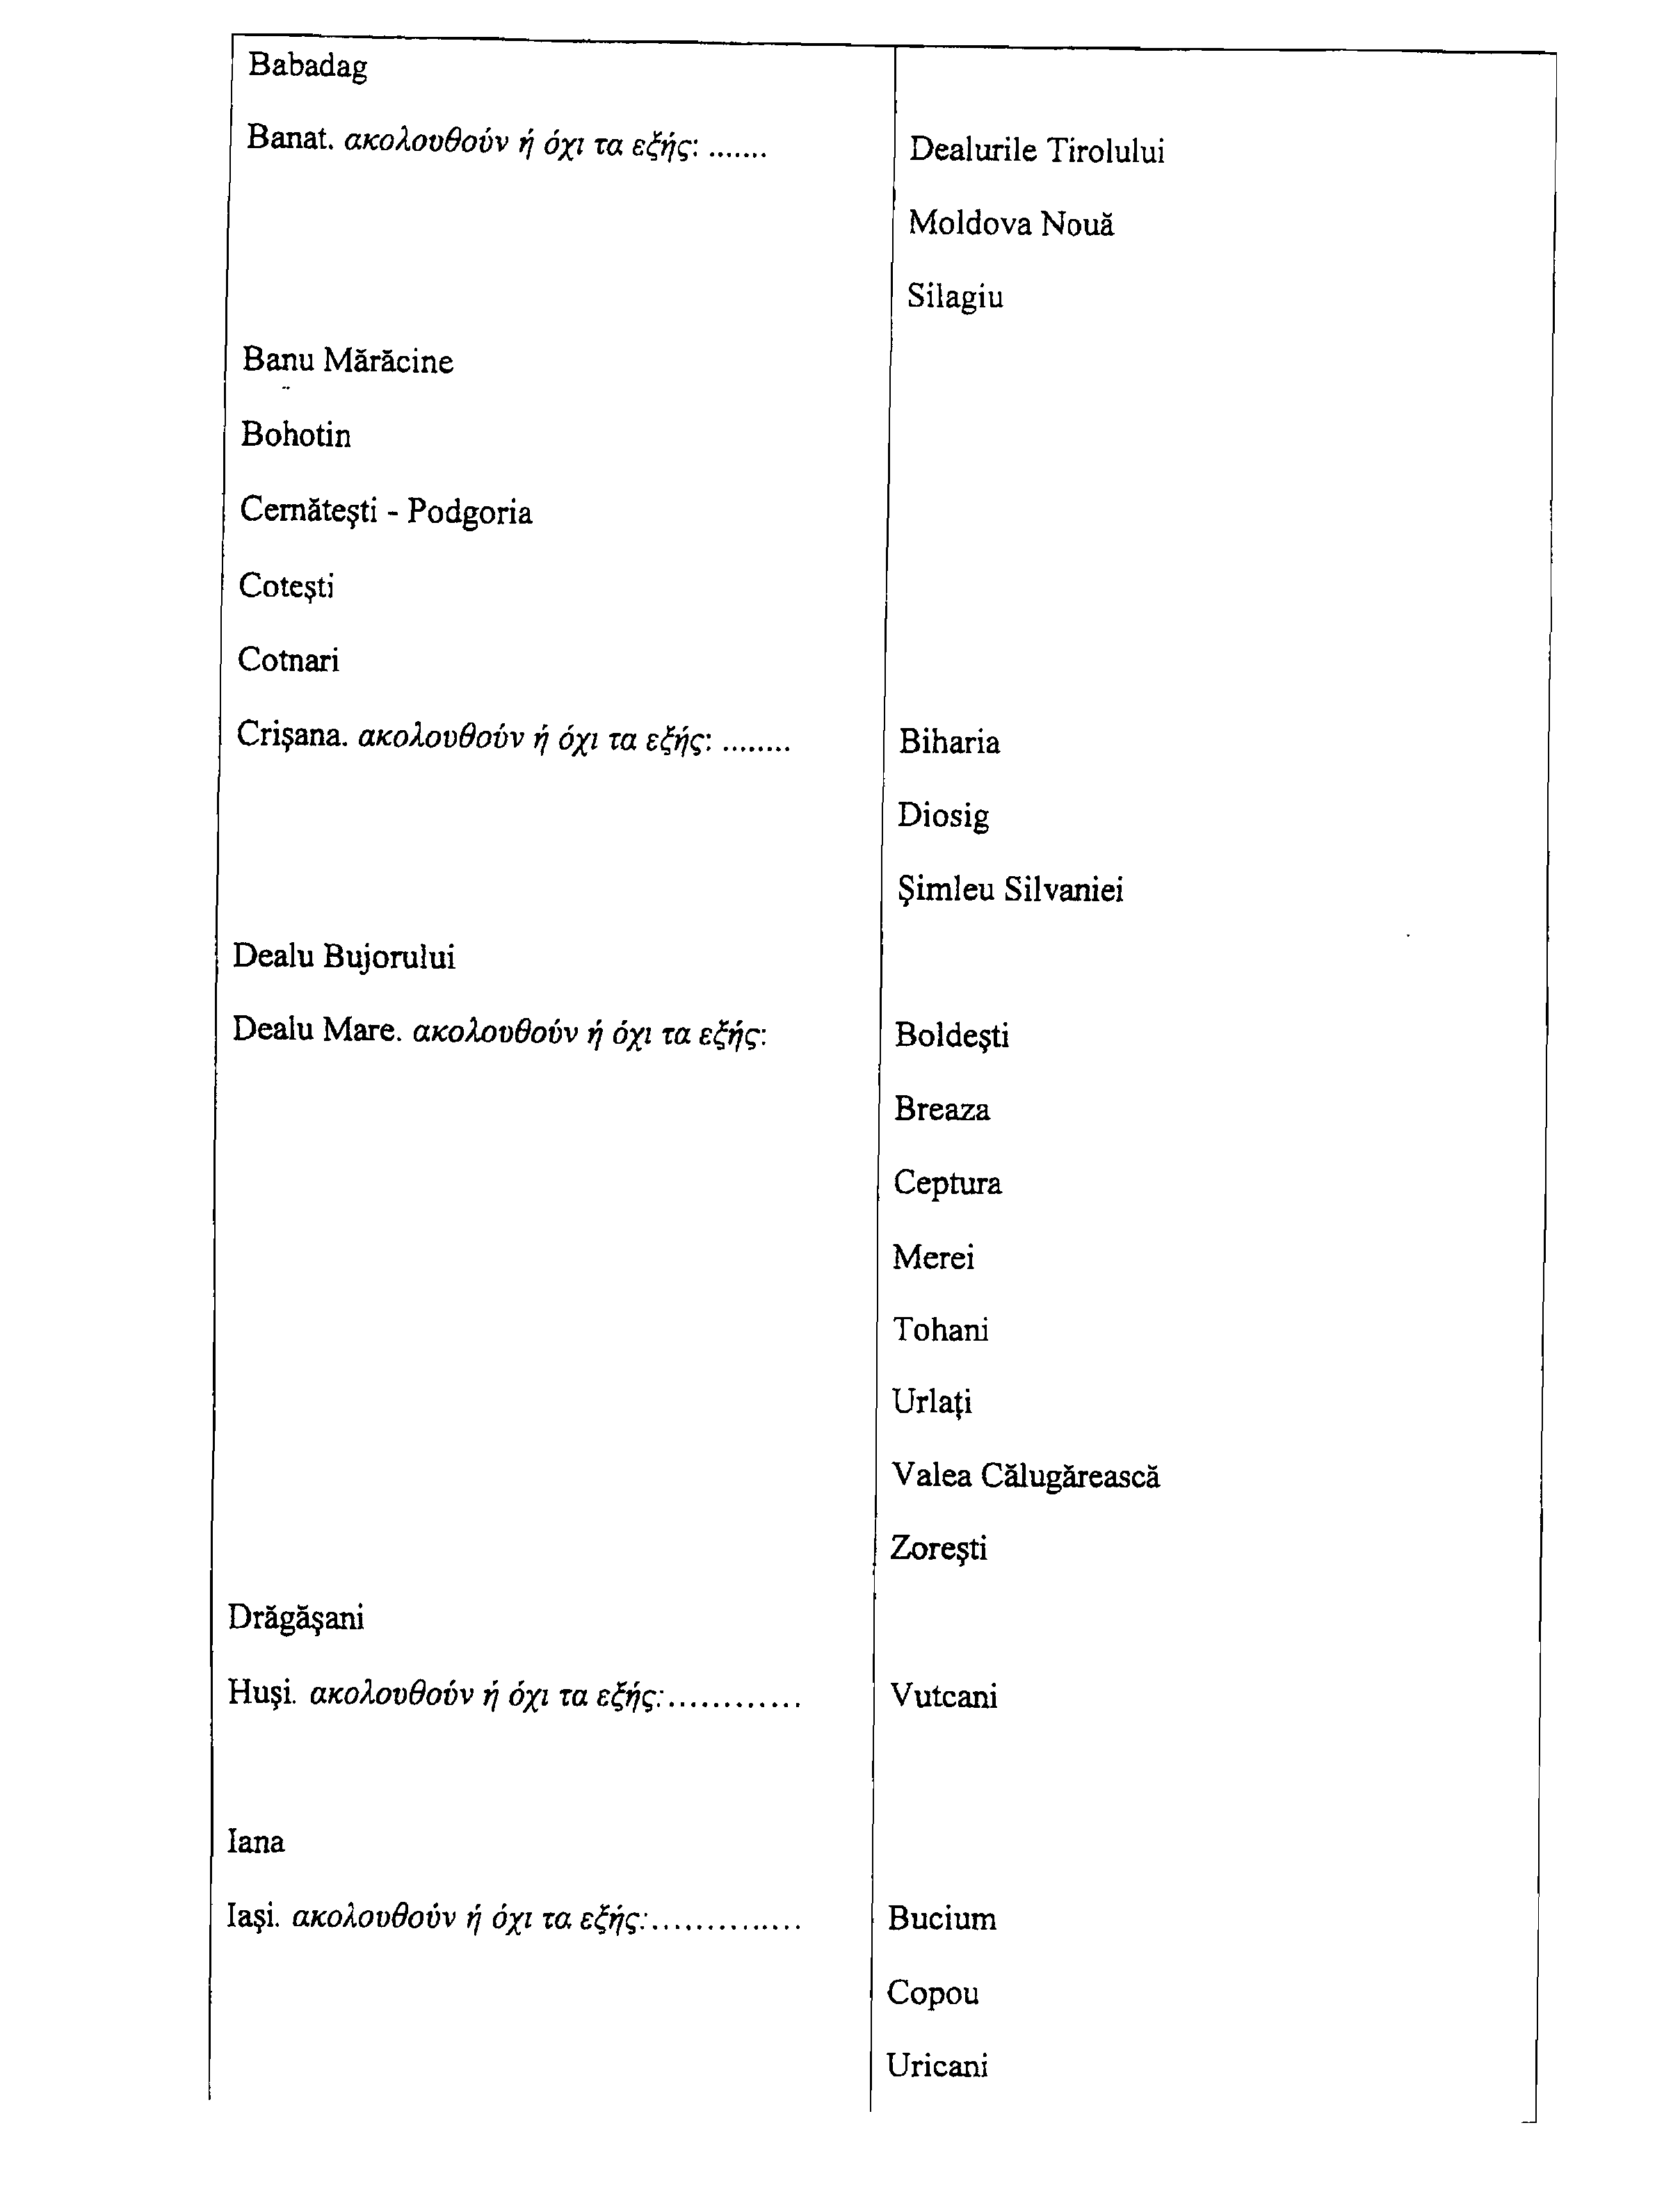 Babadag
Banat. ακολουθούν ή όχι τα εξής: ....... Dealurile Tirolului
Moldova Nouă
Silagiu
Banu Mărăcine
Bohotin
Cernăteşti - Podgoria
Coteşti
Cotnari
Crişana. ακολουθούν ή όχι τα εξής: ........ Biharia
Diosig
Şimleu Silvaniei
Dealu Bujorului
Dealu Mare. ακολουθούν ή όχι τα εξής: Boldeşti
Breaza
Ceptura
Merei
Tohani
Urlaţi
Valea Călugărească
Zoreşti
Drăgăşani
Huşi. ακολουθούν ή όχι τα εξής:............ Vutcani
Iana
Iaşi. ακολουθούν ή όχι τα εξής:.............. Bucium
Copou
Uricani